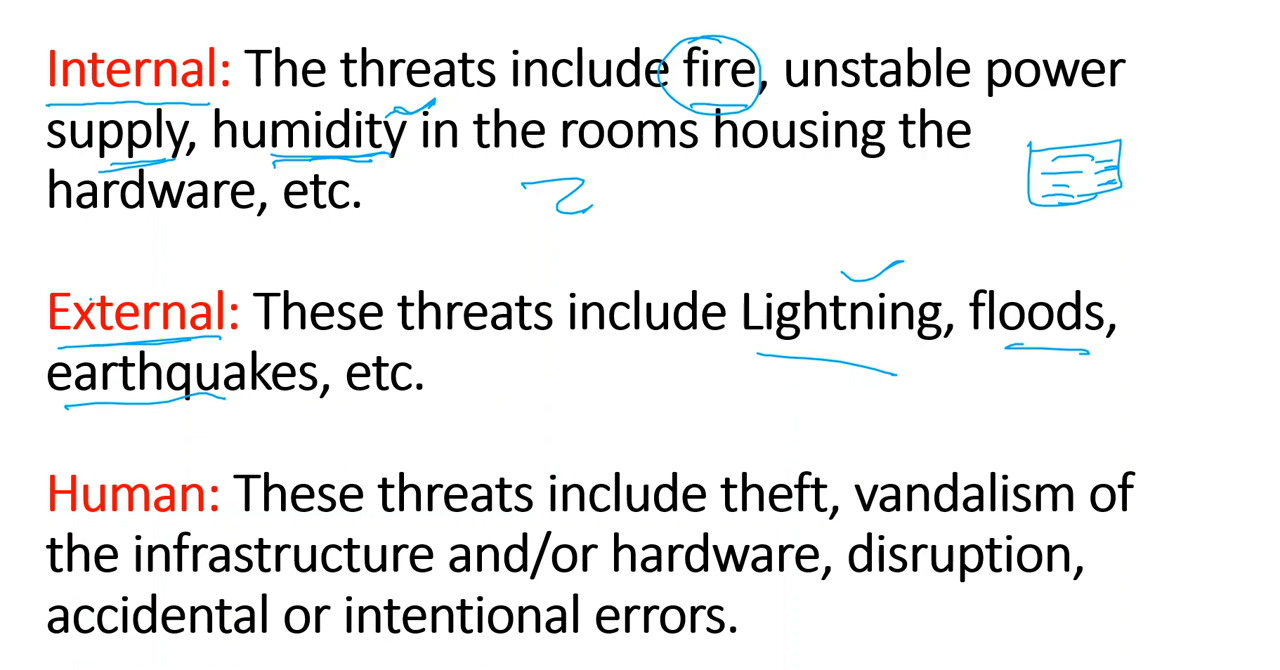 Internal: The threats include fire, unstable power
supply, humidity in the rooms housing the
hardware, etc.
External: These threats include Lightning, floods,
earthquakes, etc.
Human: These threats include theft, vandalism of
the infrastructure and/or hardware, disruption,
accidental or intentional errors.